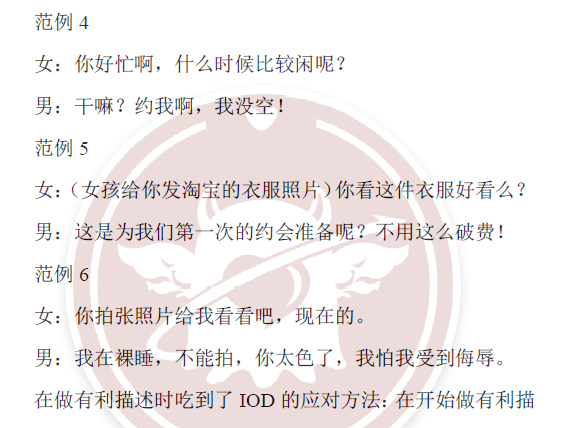 范例 4
女：你好忙啊，什么时候比较闲呢？
男：干嘛？约我啊，我没空！
范例 5
女：（女孩给你发淘宝的衣服照片）你看这件衣服好看么？
男：这是为我们第一次的约会准备呢？不用这么破费！
范例 6
女：你拍张照片给我看看吧，现在的。
男：我在裸睡，不能拍，你太色了，我怕我受到侮辱。
在做有利描述时吃到了 IOD 的应对方法：在开始做有利描